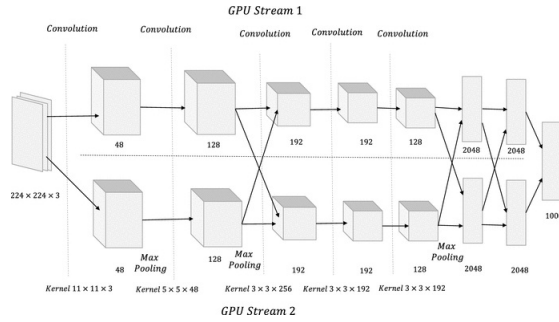 GPU Stream 1
Convolution Convolution Convolution Convolution Convolution
48 128 192 192 128 2048 2048
224 × 224 × 3
100
48 Max Pooling 128 Max Pooling 192 192 128 Max Pooling 2048 2048
Kernel 11 × 11 × 3 Kernel 5 × 5 × 48 Kernel 3 × 3 × 256 Kernel 3 × 3 × 192 Kernel 3 × 3 × 192
GPU Stream 2